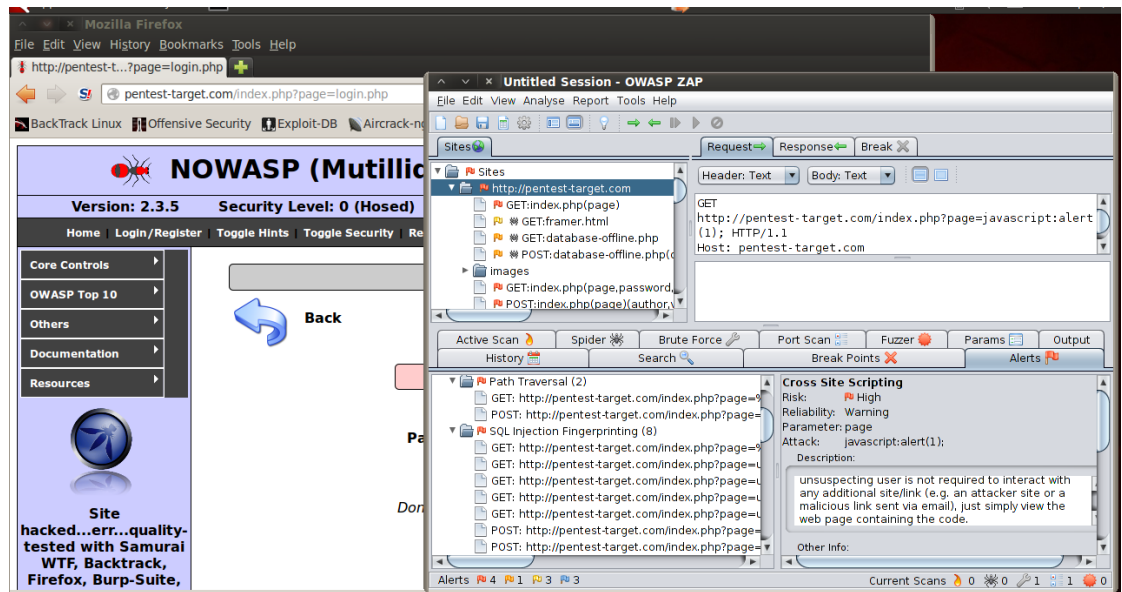 Mozilla Firefox
File Edit View History Bookmarks Tools Help
http://pentest-t...?page=login.php
pentest-target.com/index.php?page=login.php
BackTrack Linux Offensive Security Exploit-DB Aircrack-n
NOWASP (Mutillid
Version: 2.3.5 Security Level: 0 (Hosed)
Home Login/Register Toggle Hints Toggle Security Re
Core Controls
OWASP Top 10
Others
Documentation
Resources
Back
Pa
Don
Site
hacked...err...quality-
tested with Samurai
WTF, Backtrack,
Firefox, Burp-Suite,
Untitled Session - OWASP ZAP
File Edit View Analyse Report Tools Help
Sites
Request Response Break
Sites
http://pentest-target.com
GET:index.php(page)
GET:framer.html
GET:database-offline.php
POST:database-offline.php(
images
GET:index.php(page,password,
POST:index.php(page)(author,
Header: Text Body: Text
GET
http://pentest-target.com/index.php?page=javascript:alert
(1); HTTP/1.1
Host: pentest-target.com
Active Scan Spider Brute Force Port Scan Fuzzer Params Output
History Search Break Points Alerts
Path Traversal (2)
GET: http://pentest-target.com/index.php?page=%
POST: http://pentest-target.com/index.php?page=
SQL Injection Fingerprinting (8)
GET: http://pentest-target.com/index.php?page=%
GET: http://pentest-target.com/index.php?page=u
GET: http://pentest-target.com/index.php?page=u
GET: http://pentest-target.com/index.php?page=u
GET: http://pentest-target.com/index.php?page=u
POST: http://pentest-target.com/index.php?page=
POST: http://pentest-target.com/index.php?page=
Cross Site Scripting
Risk: High
Reliability: Warning
Parameter: page
Attack: javascript:alert(1);
Description:
unsuspecting user is not required to interact with
any additional site/link (e.g. an attacker site or a
malicious link sent via email), just simply view the
web page containing the code.
Other Info:
Alerts 4 1 3 3
Current Scans 0 0 1 1 0